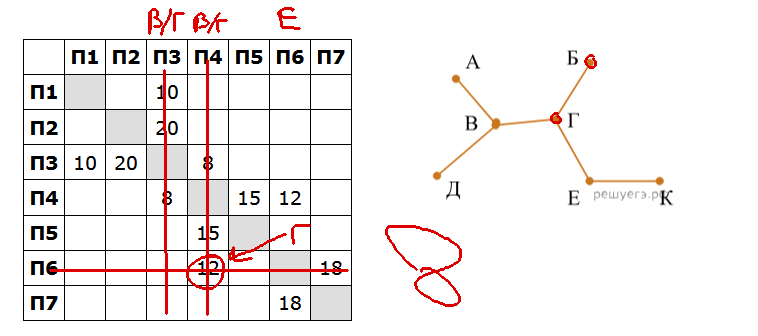 В/Г В/Г Е
П1 П2 П3 П4 П5 П6 П7
П1 10
П2 20
П3 10 20 8
П4 8 15 12
П5 15
П6 12 18
П7 18
Г
А
Б
В
Г
Д
Е
решуегэ.рф
К